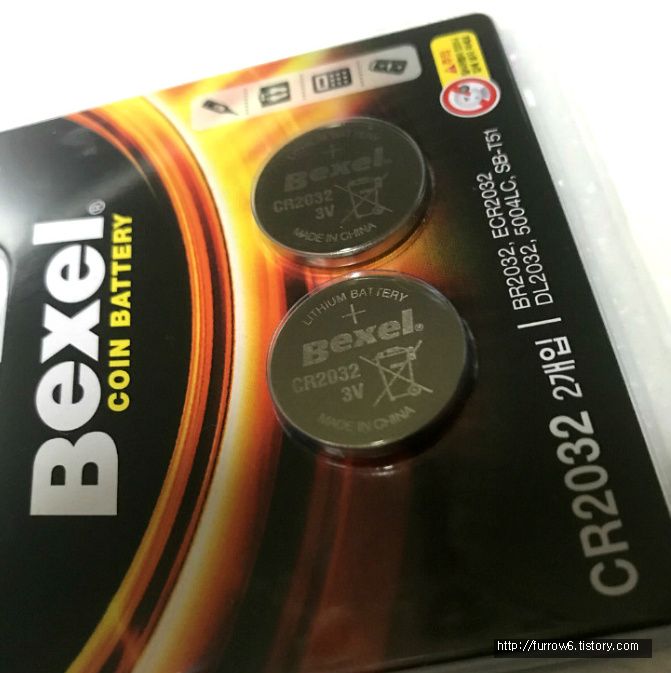 Bexel®
COIN BATTERY
Bexel
CR2032
3V
MADE IN CHINA
LITHIUM BATTERY
+
Bexel®
CR2032
3V
MADE IN CHINA
CR2032 2개입
BR2032, ECR2032
DL2032, 5004LC, SB-T51
http://furrow6.tistory.com